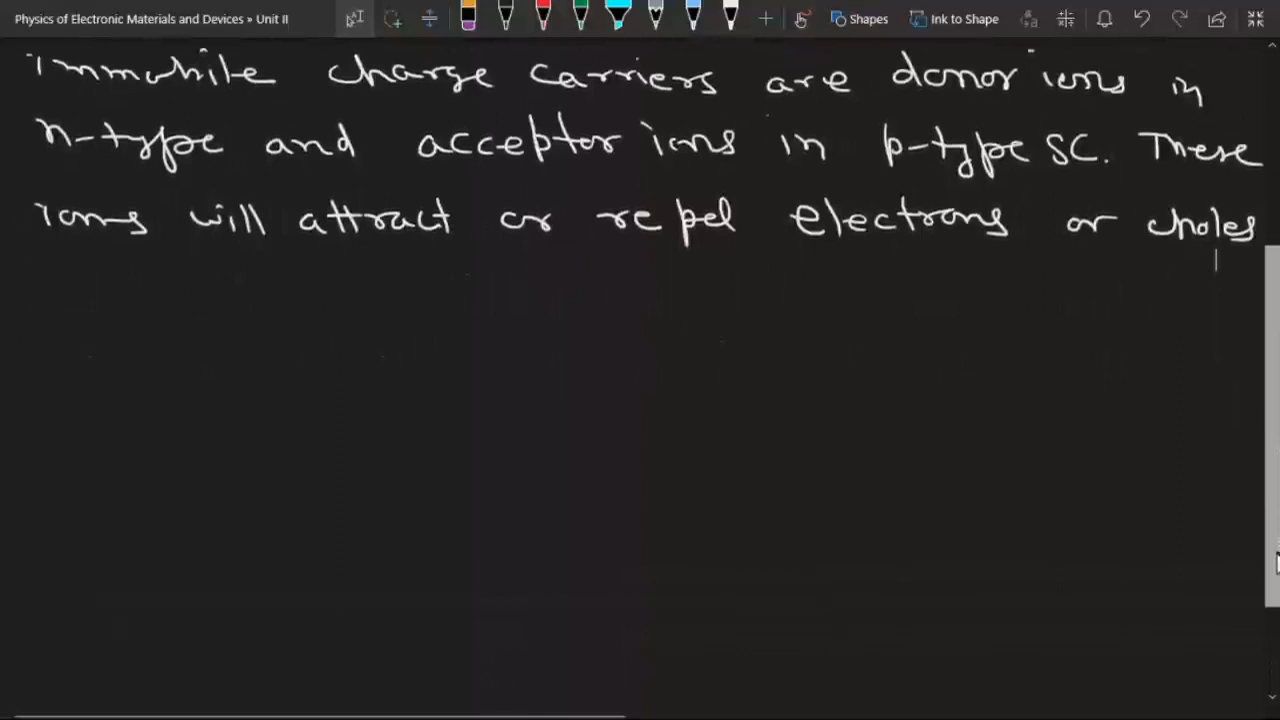 Physics of Electronic Materials and Devices » Unit II
Shapes
Ink to Shape
Immobile charge carriers are donor ions in
n-type and acceptor ions in p-type SC. These
ions will attract or repel electrons or choles